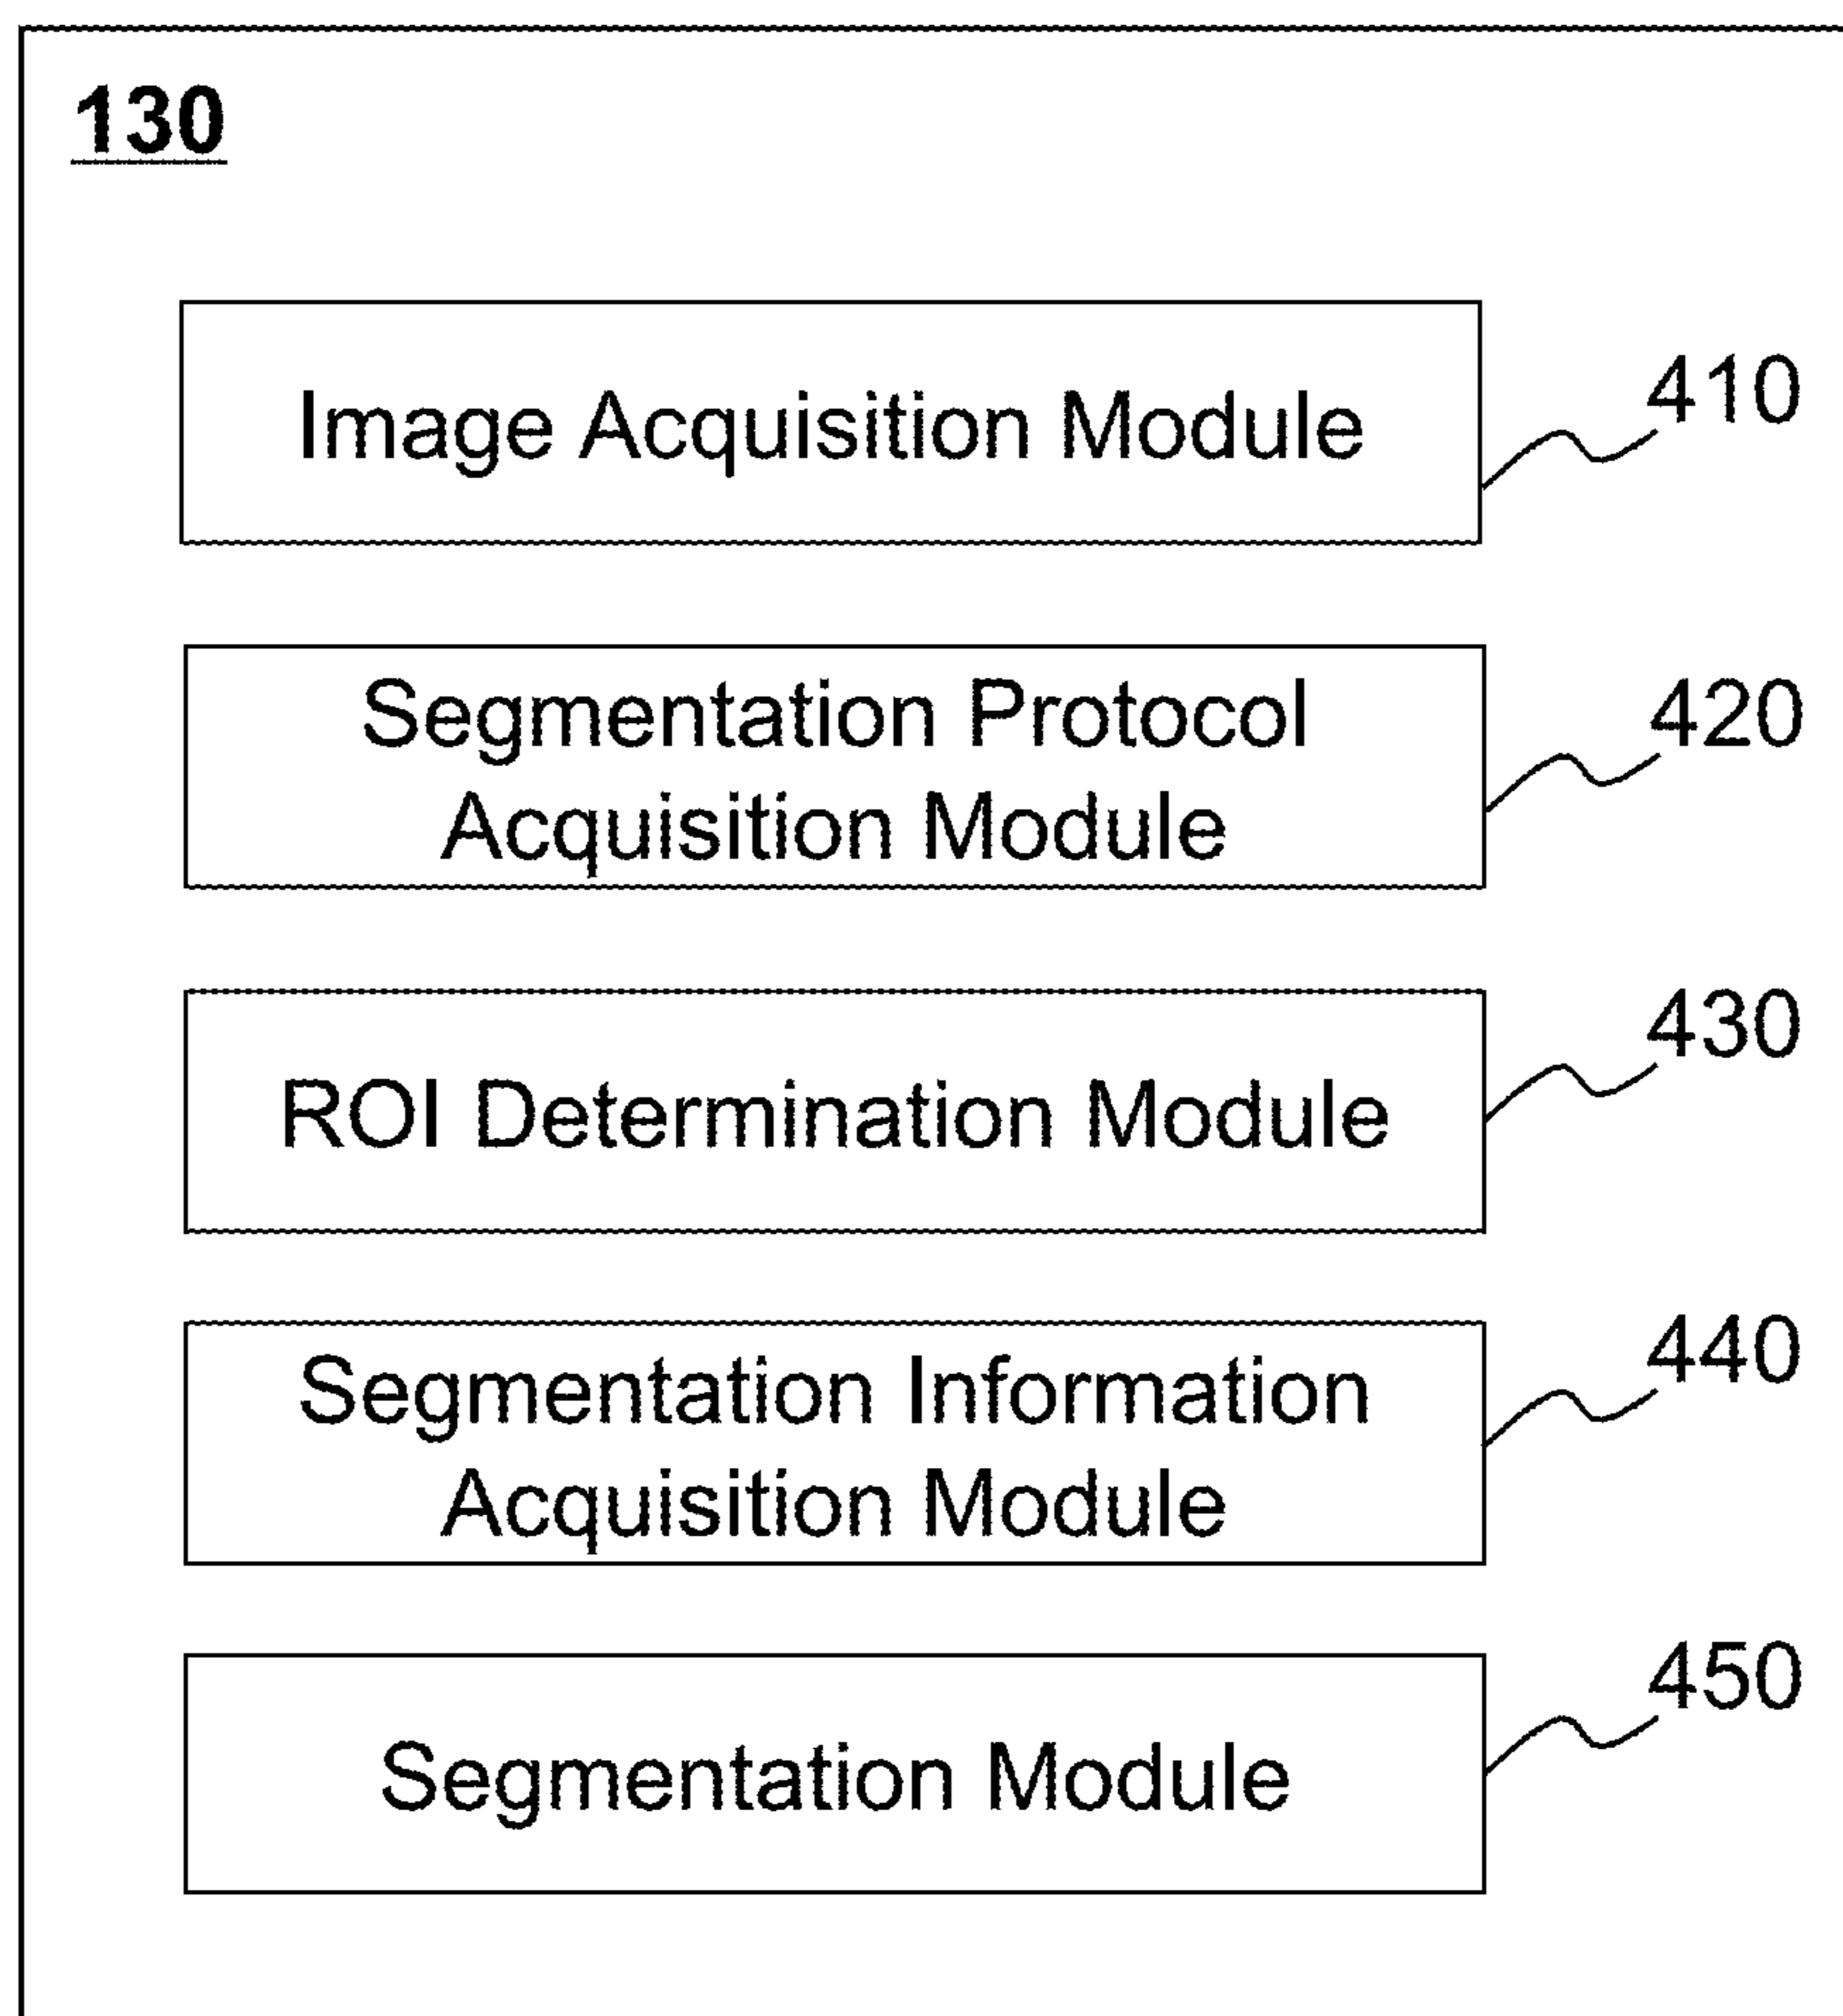 130
Image Acquisition Module
410
Segmentation Protocol
Acquisition Module
420
ROI Determination Module
430
Segmentation Information
Acquisition Module
440
Segmentation Module
450